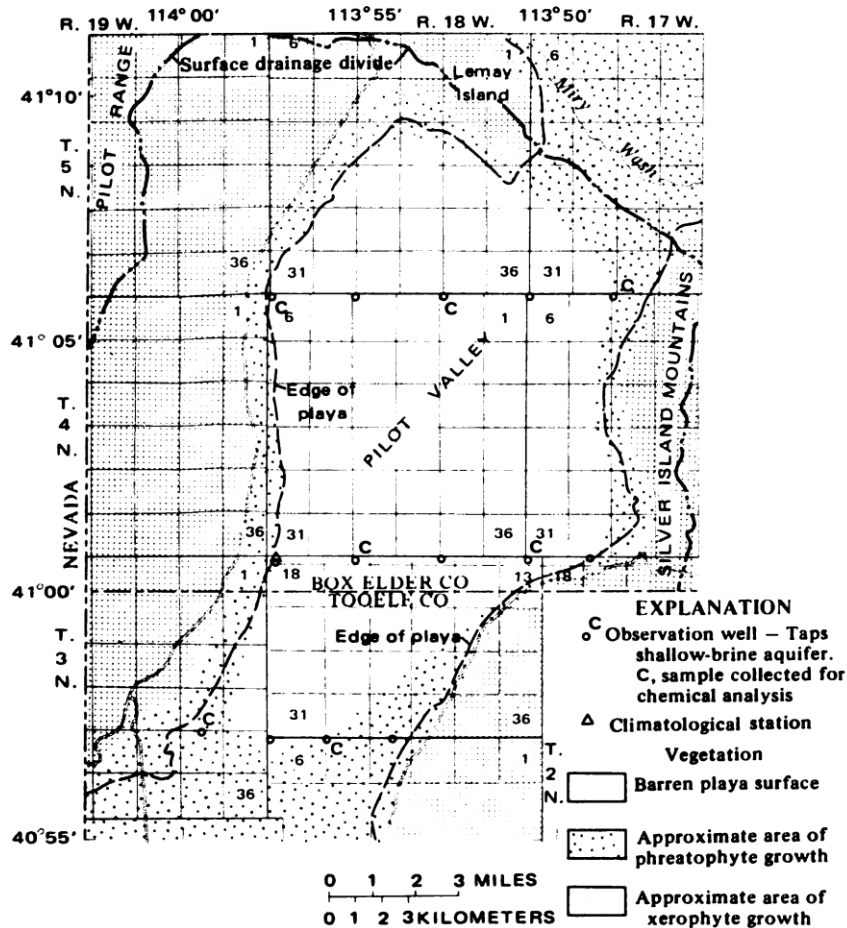 R. 19 W. 114°00' 113°55' R. 18 W. 113°50' R. 17 W.
1 6 1 6
Surface drainage divide
Lemay
Island
Miry
Wash
41°10'
PILOT RANGE
T.
5
N.
36 31 36 31
C C C
1 6 1 6
41°05'
Edge of
playa
PILOT VALLEY
SILVER ISLAND MOUNTAINS
T.
4
N.
NEVADA
36 31 36 31
C C
1 18 13 18
BOX ELDER CO
TOOELE CO
41°00'
Edge of playa
T.
3
N.
C
31 36
6 C 1
T.
2
N.
36
40°55'
0 1 2 3 MILES
0 1 2 3 KILOMETERS
EXPLANATION
C
Observation well – Taps
shallow-brine aquifer.
C, sample collected for
chemical analysis
Climatological station
Vegetation
Barren playa surface
Approximate area of
phreatophyte growth
Approximate area of
xerophyte growth